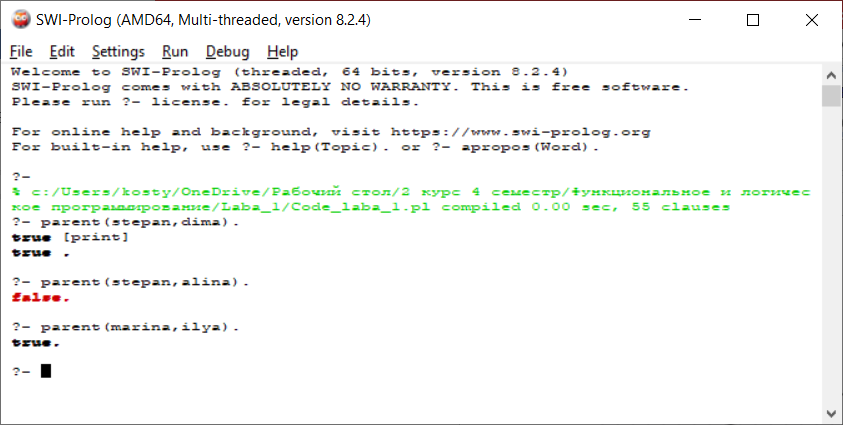 SWI-Prolog (AMD64, Multi-threaded, version 8.2.4)
File Edit Settings Run Debug Help
Welcome to SWI-Prolog (threaded, 64 bits, version 8.2.4)
SWI-Prolog comes with ABSOLUTELY NO WARRANTY. This is free software.
Please run ?- license. for legal details.
For online help and background, visit https://www.swi-prolog.org
For built-in help, use ?- help(Topic). or ?- apropos(Word).
?-
% c:/Users/kosty/OneDrive/Рабочий стол/2 курс 4 семестр/Функциональное и логичес
кое программирование/Laba_1/Code_laba_1.pl compiled 0.00 sec, 55 clauses
?- parent(stepan,dima).
true [print]
true .
?- parent(stepan,alina).
false.
?- parent(marina,ilya).
true.
?-